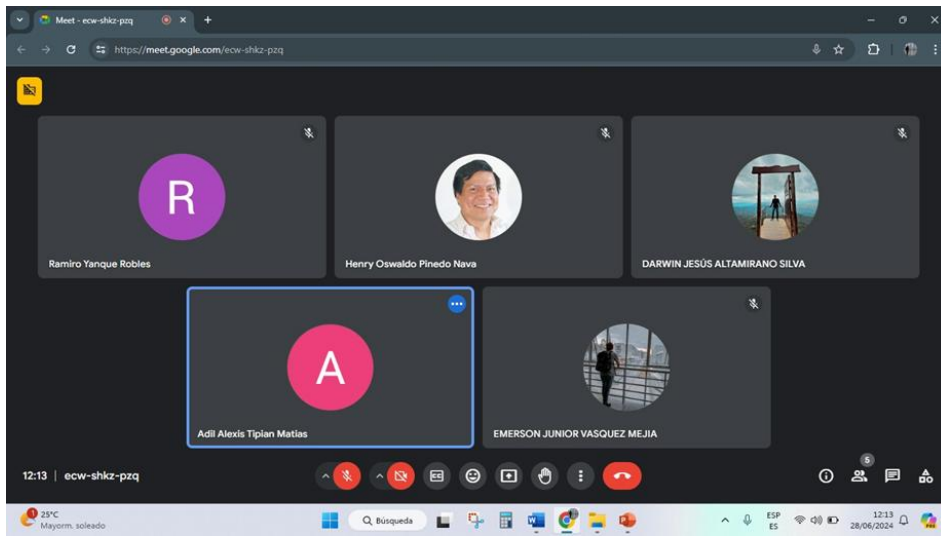 Meet - ecw-shkz-pzq
https://meet.google.com/ecw-shkz-pzq
R
Ramiro Yanque Robles
Henry Oswaldo Pinedo Nava
DARWIN JESÚS ALTAMIRANO SILVA
A
Adil Alexis Tipian Matias
EMERSON JUNIOR VASQUEZ MEJIA
12:13 | ecw-shkz-pzq
CC
5
1
25°C
Mayorm. soleado
Búsqueda
ESP
ES
12:13
28/06/2024